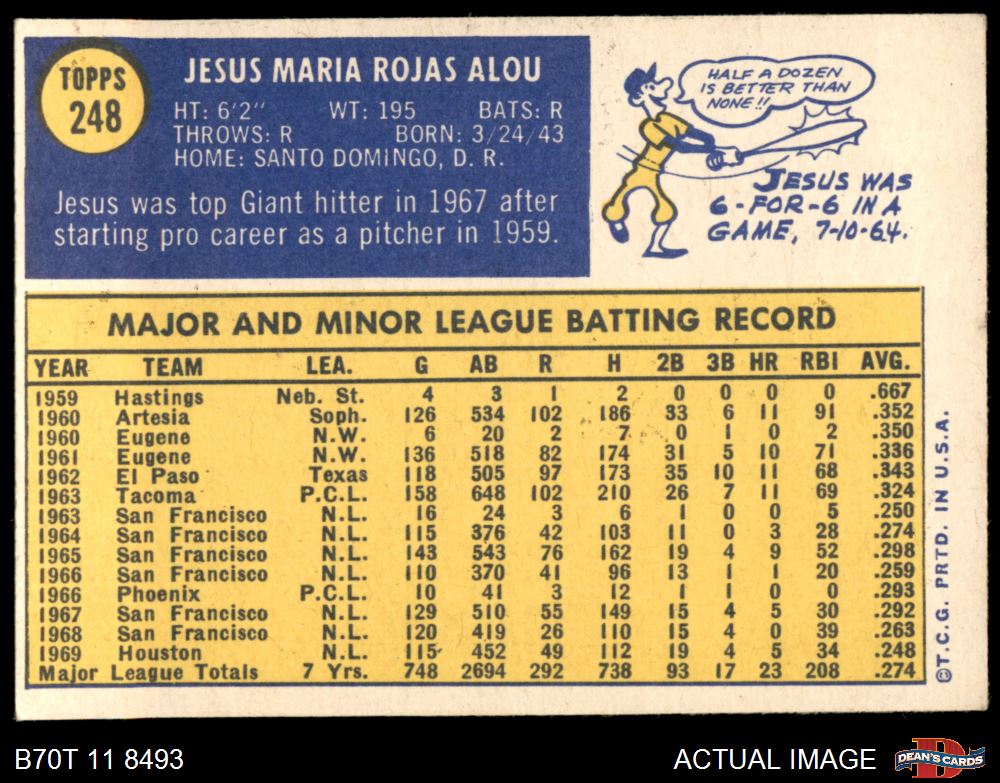 TOPPS
248
JESUS MARIA ROJAS ALOU
HT: 6'2" WT: 195 BATS: R
THROWS: R BORN: 3/24/43
HOME: SANTO DOMINGO, D. R.
Jesus was top Giant hitter in 1967 after
starting pro career as a pitcher in 1959.
HALF A DOZEN
IS BETTER THAN
NONE!!
JESUS WAS
6-FOR-6 IN A
GAME, 7-10-64.
MAJOR AND MINOR LEAGUE BATTING RECORD
YEAR TEAM LEA. G AB R H 2B 3B HR RBI AVG.
1959 Hastings Neb. St. 4 3 1 2 0 0 0 0 .667
1960 Artesia Soph. 126 534 102 186 33 6 11 91 .352
1960 Eugene N.W. 6 20 2 7 0 1 0 2 .350
1961 Eugene N.W. 136 518 82 174 31 5 10 71 .336
1962 El Paso Texas 118 505 97 173 35 10 11 68 .343
1963 Tacoma P.C.L. 158 648 102 210 26 7 11 69 .324
1963 San Francisco N.L. 16 24 3 6 1 0 0 5 .250
1964 San Francisco N.L. 115 376 42 103 11 0 3 28 .274
1965 San Francisco N.L. 143 543 76 162 19 4 9 52 .298
1966 San Francisco N.L. 110 370 41 96 13 1 1 20 .259
1966 Phoenix P.C.L. 10 41 3 12 1 1 0 0 .293
1967 San Francisco N.L. 129 510 55 149 15 4 5 30 .292
1968 San Francisco N.L. 120 419 26 110 15 4 0 39 .263
1969 Houston N.L. 115 452 49 112 19 4 5 34 .248
Major League Totals 7 Yrs. 748 2694 292 738 93 17 23 208 .274
©T.C.G. PRTD. IN U.S.A.
B70T 11 8493
ACTUAL IMAGE
DEAN'S CARDS